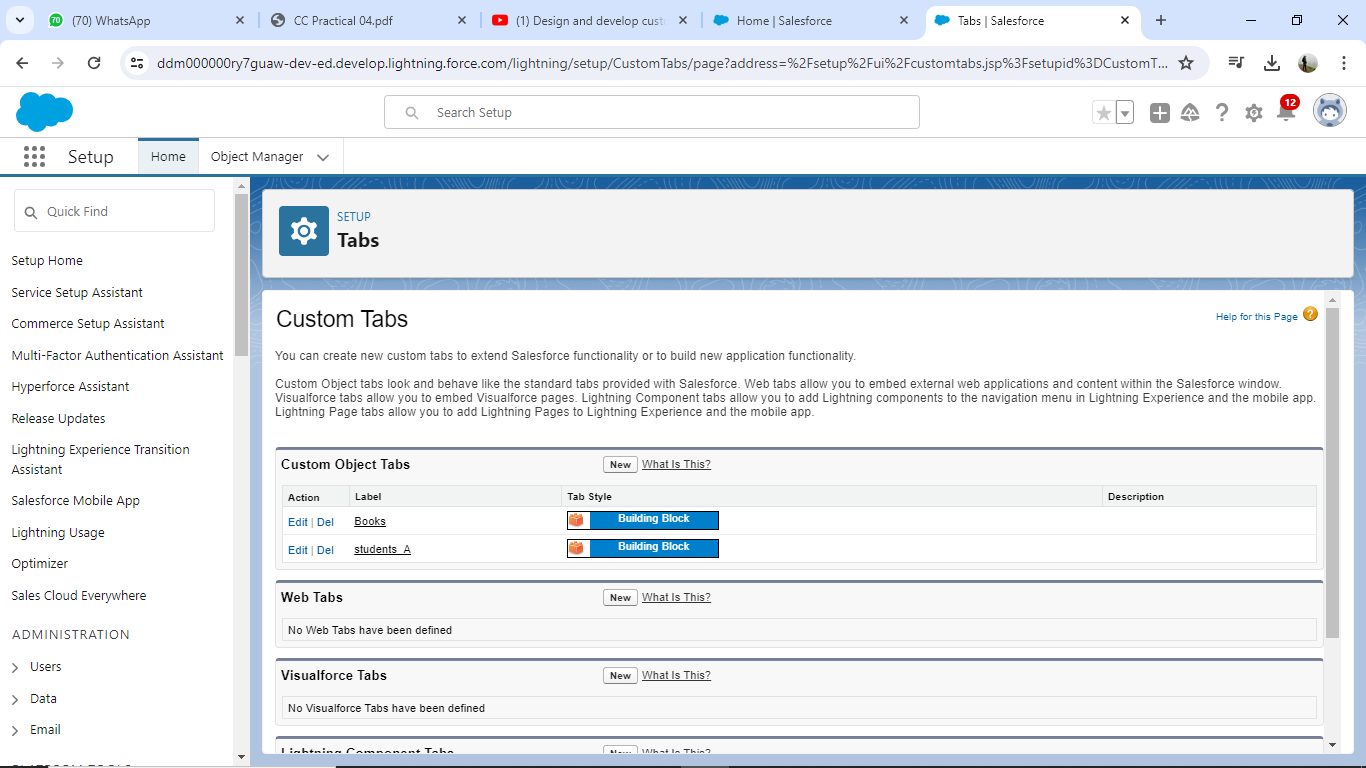 (70) WhatsApp
CC Practical 04.pdf
(1) Design and develop cust
Home | Salesforce
Tabs | Salesforce
ddm000000ry7guaw-dev-ed.develop.lightning.force.com/lightning/setup/CustomTabs/page?address=%2Fsetup%2Fui%2Fcustomtabs.jsp%3Fsetupid%3DCustomT...
Search Setup
12
Setup
Home
Object Manager
Quick Find
Setup Home
Service Setup Assistant
Commerce Setup Assistant
Multi-Factor Authentication Assistant
Hyperforce Assistant
Release Updates
Lightning Experience Transition
Assistant
Salesforce Mobile App
Lightning Usage
Optimizer
Sales Cloud Everywhere
ADMINISTRATION
Users
Data
Email
PLATFORM TOOLS
SETUP
Tabs
Custom Tabs
Help for this Page ?
You can create new custom tabs to extend Salesforce functionality or to build new application functionality.
Custom Object tabs look and behave like the standard tabs provided with Salesforce. Web tabs allow you to embed external web applications and content within the Salesforce window.
Visualforce tabs allow you to embed Visualforce pages. Lightning Component tabs allow you to add Lightning components to the navigation menu in Lightning Experience and the mobile app.
Lightning Page tabs allow you to add Lightning Pages to Lightning Experience and the mobile app.
Custom Object Tabs New What Is This?
Action Label Tab Style Description
Edit | Del Books Building Block
Edit | Del students_A Building Block
Web Tabs New What Is This?
No Web Tabs have been defined
Visualforce Tabs New What Is This?
No Visualforce Tabs have been defined
Lightning Component Tabs New What Is This?